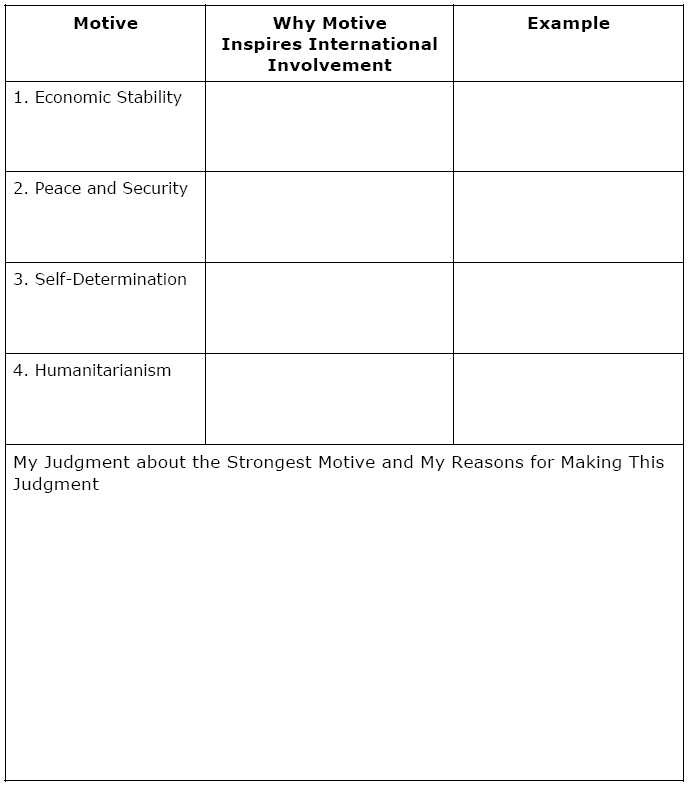 Motive
Why Motive
Inspires International
Involvement
Example
1. Economic Stability
2. Peace and Security
3. Self-Determination
4. Humanitarianism
My Judgment about the Strongest Motive and My Reasons for Making This
Judgment